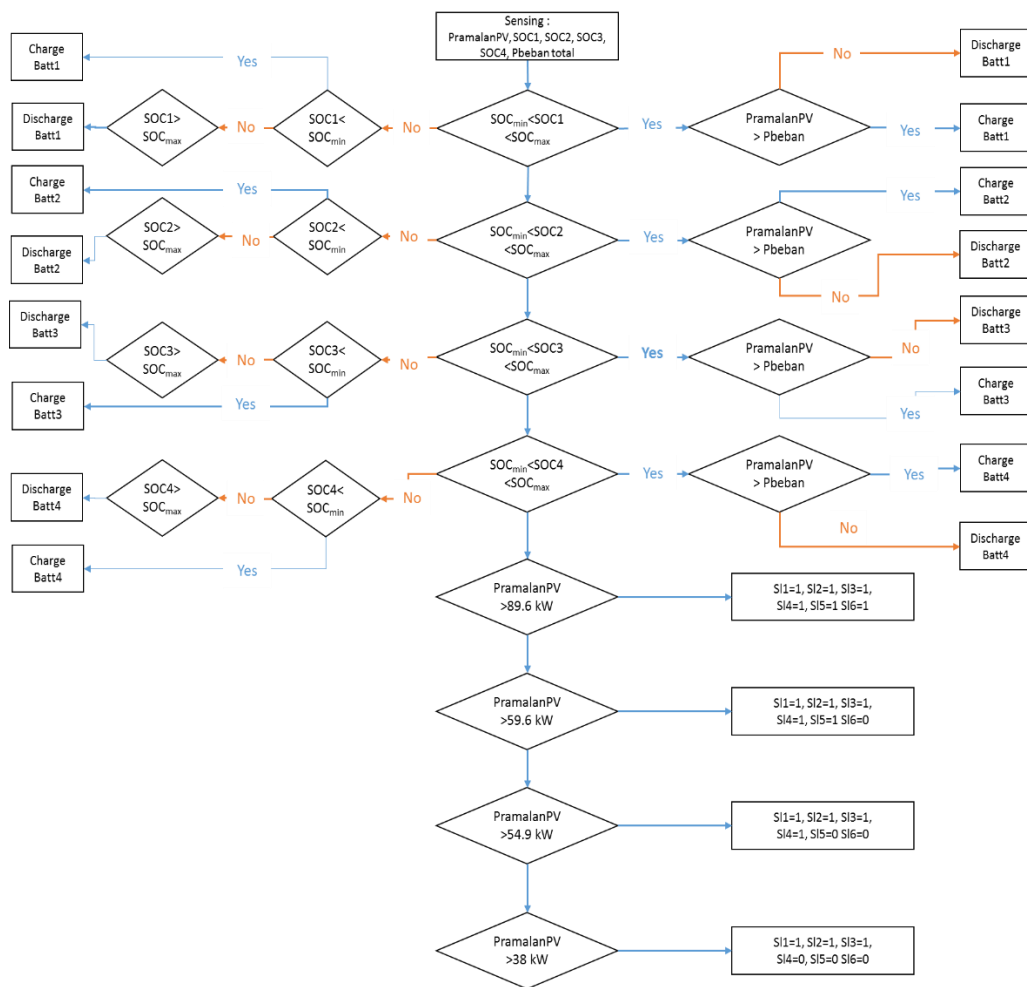 Sensing :
PramalanPV, SOC1, SOC2, SOC3,
SOC4, Pbeban total
Charge
Batt1
Yes
No
Discharge
Batt1
Discharge
Batt1
SOC1>
SOCmax
No
SOC1<
SOCmin
No
SOCmin<SOC1
<SOCmax
Yes
PramalanPV
> Pbeban
Yes
Charge
Batt1
Charge
Batt2
Yes
Charge
Batt2
Yes
Discharge
Batt2
SOC2>
SOCmax
No
SOC2<
SOCmin
No
SOCmin<SOC2
<SOCmax
Yes
PramalanPV
> Pbeban
No
Discharge
Batt2
Discharge
Batt3
Discharge
Batt3
SOC3>
SOCmax
No
SOC3<
SOCmin
No
SOCmin<SOC3
<SOCmax
Yes
PramalanPV
> Pbeban
No
Charge
Batt3
Yes
Yes
Charge
Batt3
Discharge
Batt4
SOC4>
SOCmax
No
SOC4<
SOCmin
No
SOCmin<SOC4
<SOCmax
Yes
PramalanPV
> Pbeban
Yes
Charge
Batt4
Charge
Batt4
Yes
No
Discharge
Batt4
PramalanPV
>89.6 kW
Sl1=1, Sl2=1, Sl3=1,
Sl4=1, Sl5=1 Sl6=1
PramalanPV
>59.6 kW
Sl1=1, Sl2=1, Sl3=1,
Sl4=1, Sl5=1 Sl6=0
PramalanPV
>54.9 kW
Sl1=1, Sl2=1, Sl3=1,
Sl4=1, Sl5=0 Sl6=0
PramalanPV
>38 kW
Sl1=1, Sl2=1, Sl3=1,
Sl4=0, Sl5=0 Sl6=0